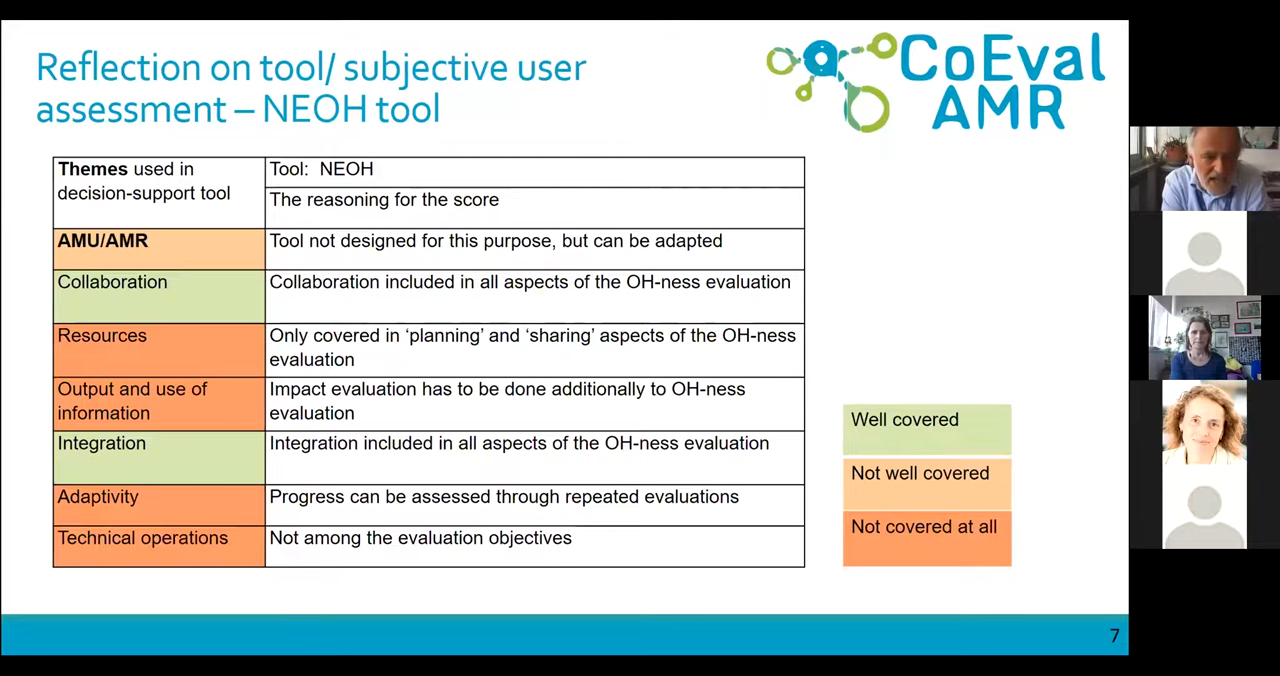 Reflection on tool/ subjective user
assessment – NEOH tool
CoEval
AMR
Themes used in
decision-support tool
Tool: NEOH
The reasoning for the score
AMU/AMR
Tool not designed for this purpose, but can be adapted
Collaboration
Collaboration included in all aspects of the OH-ness evaluation
Resources
Only covered in ‘planning’ and ‘sharing’ aspects of the OH-ness
evaluation
Output and use of
information
Impact evaluation has to be done additionally to OH-ness
evaluation
Integration
Integration included in all aspects of the OH-ness evaluation
Adaptivity
Progress can be assessed through repeated evaluations
Technical operations
Not among the evaluation objectives
Well covered
Not well covered
Not covered at all
7